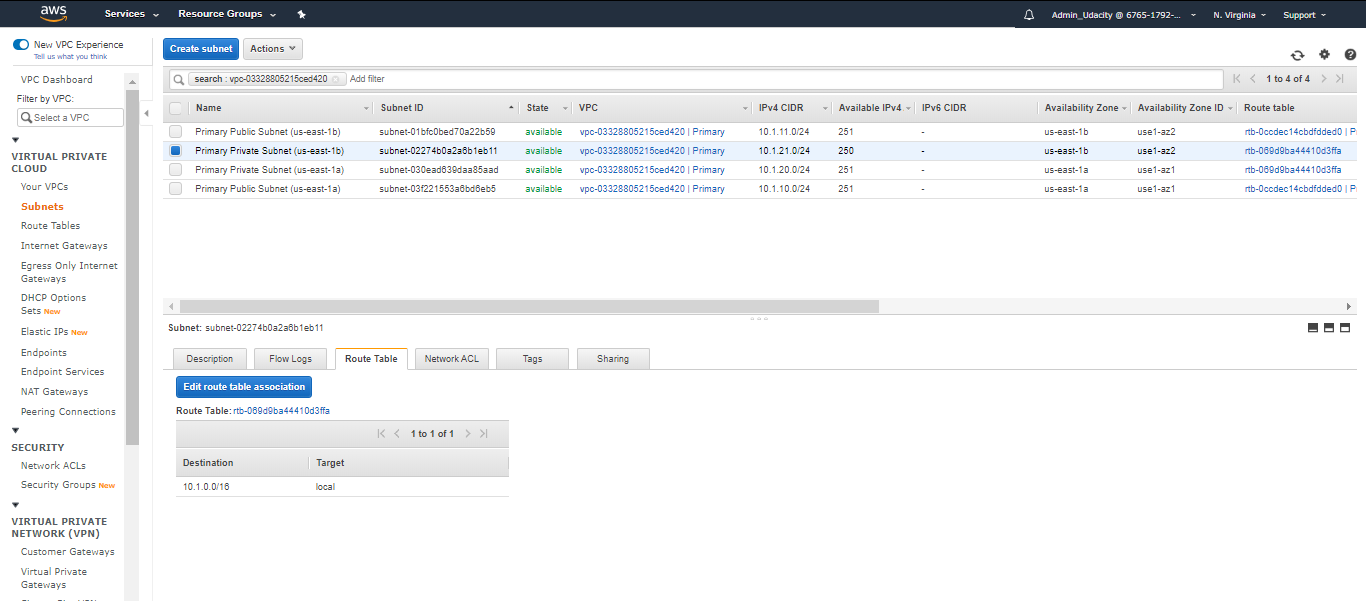 aws Services Resource Groups Admin_Udacity @ 6765-1792-... N. Virginia Support
New VPC Experience
Tell us what you think
VPC Dashboard
Filter by VPC:
Select a VPC
VIRTUAL PRIVATE
CLOUD
Your VPCs
Subnets
Route Tables
Internet Gateways
Egress Only Internet
Gateways
DHCP Options
Sets New
Elastic IPs New
Endpoints
Endpoint Services
NAT Gateways
Peering Connections
SECURITY
Network ACLs
Security Groups New
VIRTUAL PRIVATE
NETWORK (VPN)
Customer Gateways
Virtual Private
Gateways
Create subnet Actions
search : vpc-03328805215ced420 Add filter 1 to 4 of 4
Name Subnet ID State VPC IPv4 CIDR Available IPv4 IPv6 CIDR Availability Zone Availability Zone ID Route table
Primary Public Subnet (us-east-1b) subnet-01bfc0bed70a22b59 available vpc-03328805215ced420 | Primary 10.1.11.0/24 251 - us-east-1b use1-az2 rtb-0ccdec14cbdfdded0 | P
Primary Private Subnet (us-east-1b) subnet-02274b0a2a6b1eb11 available vpc-03328805215ced420 | Primary 10.1.21.0/24 250 - us-east-1b use1-az2 rtb-069d9ba44410d3ffa
Primary Private Subnet (us-east-1a) subnet-030ead639daa85aad available vpc-03328805215ced420 | Primary 10.1.20.0/24 251 - us-east-1a use1-az1 rtb-069d9ba44410d3ffa
Primary Public Subnet (us-east-1a) subnet-03f221553a6bd6eb5 available vpc-03328805215ced420 | Primary 10.1.10.0/24 251 - us-east-1a use1-az1 rtb-0ccdec14cbdfdded0 | P
Subnet: subnet-02274b0a2a6b1eb11
Description Flow Logs Route Table Network ACL Tags Sharing
Edit route table association
Route Table: rtb-069d9ba44410d3ffa
1 to 1 of 1
Destination Target
10.1.0.0/16 local